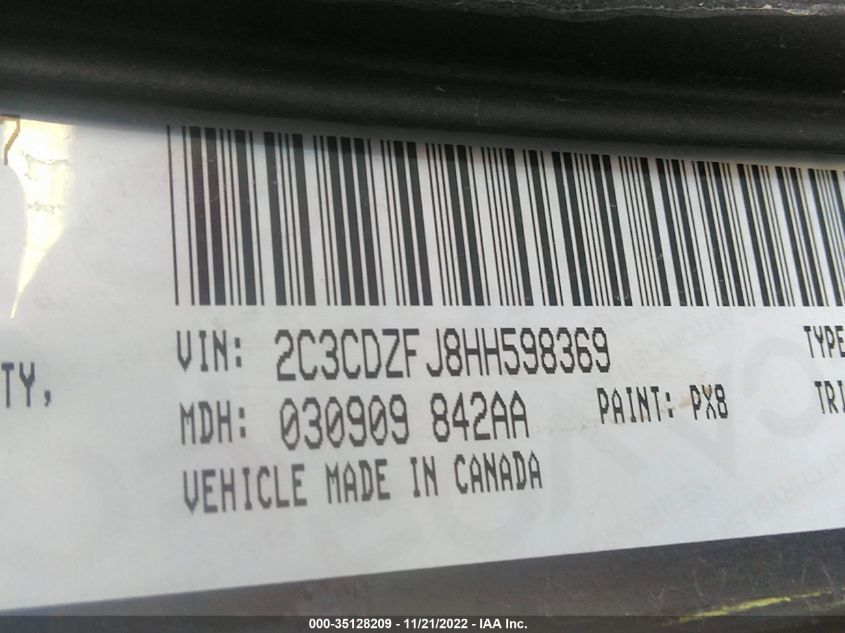 VIN: 2C3CDZFJ8HH598369
TYPE
TY,
MDH: 030909 842AA
PAINT: PX8
TRI
VEHICLE MADE IN CANADA
000-35128209 - 11/21/2022 - IAA Inc.